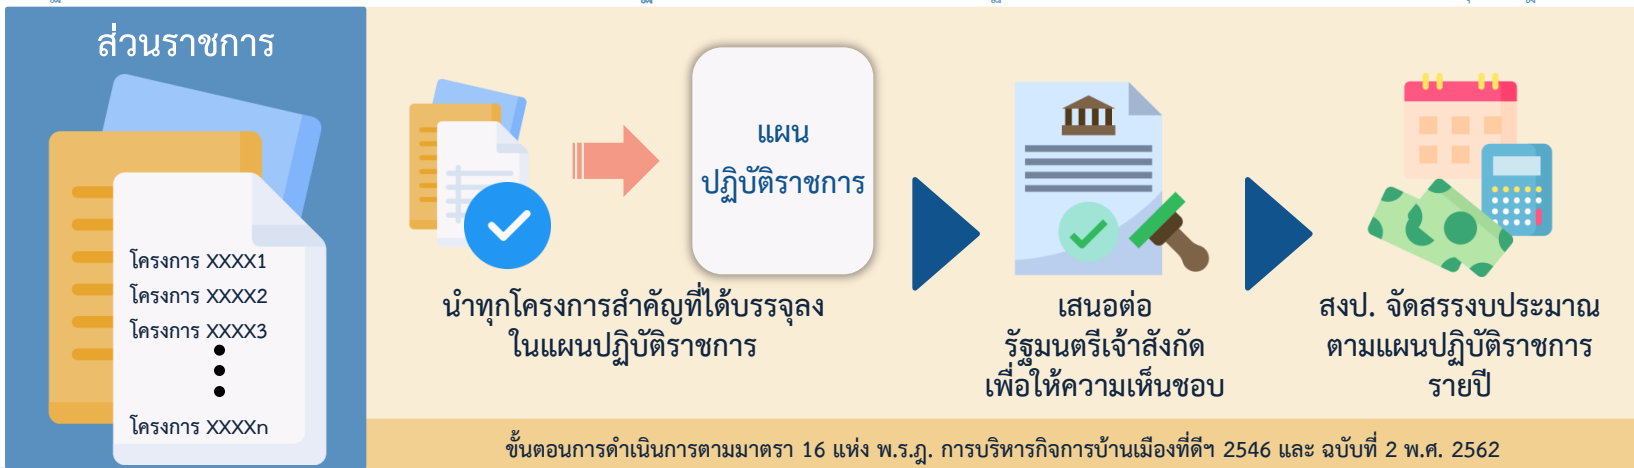 ส่วนราชการ
โครงการ XXXX1
โครงการ XXXX2
โครงการ XXXX3
โครงการ XXXXn
แผน
ปฏิบัติราชการ
นำทุกโครงการสำคัญที่ได้บรรจุลง
ในแผนปฏิบัติราชการ
เสนอต่อ
รัฐมนตรีเจ้าสังกัด
เพื่อให้ความเห็นชอบ
สงป. จัดสรรงบประมาณ
ตามแผนปฏิบัติราชการ
รายปี
ขั้นตอนการดำเนินการตามมาตรา 16 แห่ง พ.ร.ฎ. การบริหารกิจการบ้านเมืองที่ดีฯ 2546 และ ฉบับที่ 2 พ.ศ. 2562